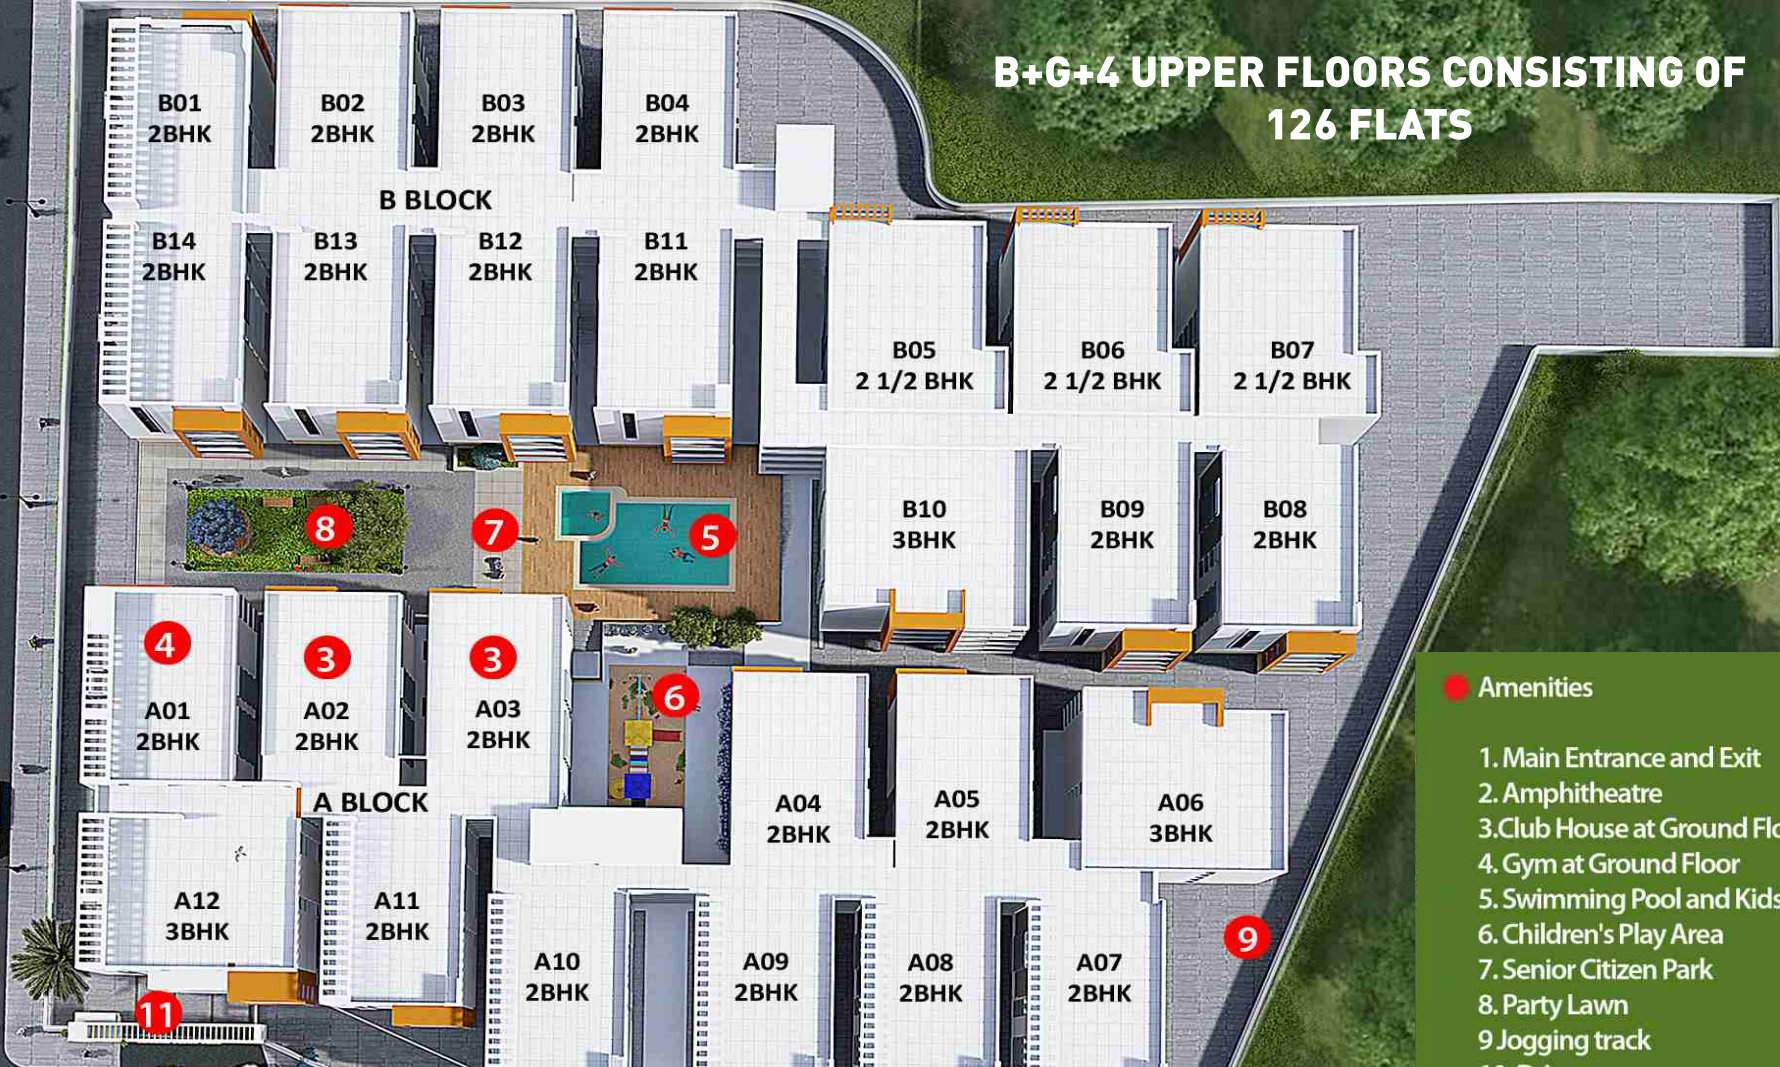 B+G+4 UPPER FLOORS CONSISTING OF
126 FLATS
B01
2BHK
B02
2BHK
B03
2BHK
B04
2BHK
B BLOCK
B14
2BHK
B13
2BHK
B12
2BHK
B11
2BHK
B05
2 1/2 BHK
B06
2 1/2 BHK
B07
2 1/2 BHK
8
7
5
B10
3BHK
B09
2BHK
B08
2BHK
4
3
3
6
A01
2BHK
A02
2BHK
A03
2BHK
A BLOCK
A04
2BHK
A05
2BHK
A06
3BHK
A12
3BHK
A11
2BHK
A10
2BHK
A09
2BHK
A08
2BHK
A07
2BHK
9
11
Amenities
1. Main Entrance and Exit
2. Amphitheatre
3.Club House at Ground Flo
4. Gym at Ground Floor
5. Swimming Pool and Kids
6. Children's Play Area
7. Senior Citizen Park
8. Party Lawn
9 Jogging track